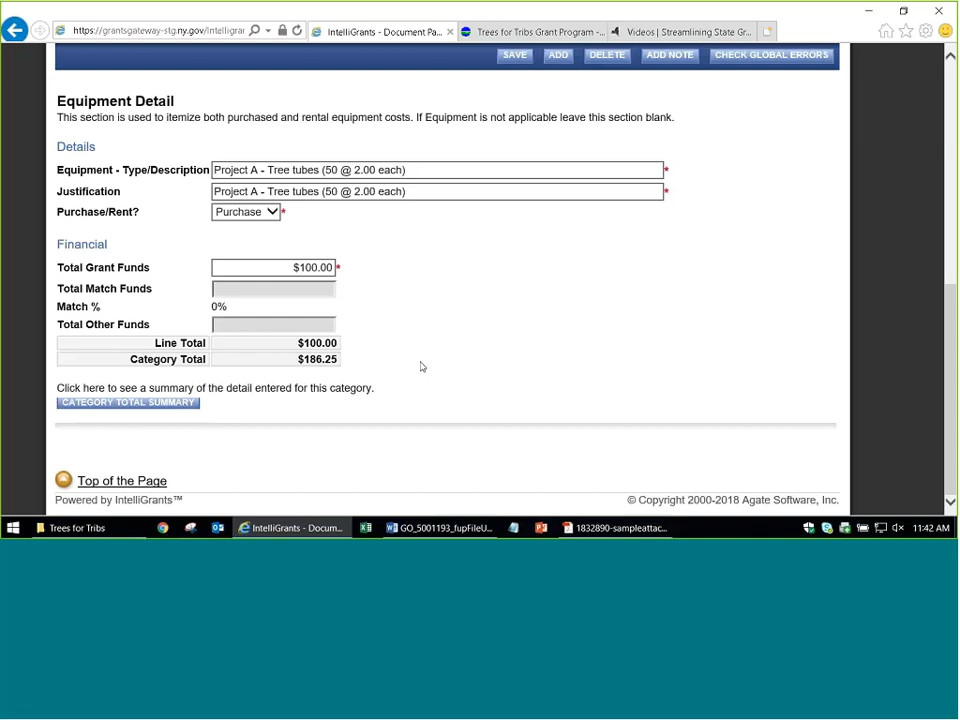 https://grantsgateway-stg.ny.gov/Intelligrar
IntelliGrants - Document Pa...
Trees for Tribs Grant Program -...
Videos | Streamlining State Gr...
SAVE ADD DELETE ADD NOTE CHECK GLOBAL ERRORS
Equipment Detail
This section is used to itemize both purchased and rental equipment costs. If Equipment is not applicable leave this section blank.
Details
Equipment - Type/Description Project A - Tree tubes (50 @ 2.00 each) *
Justification Project A - Tree tubes (50 @ 2.00 each) *
Purchase/Rent? Purchase *
Financial
Total Grant Funds $100.00 *
Total Match Funds
Match % 0%
Total Other Funds
Line Total $100.00
Category Total $186.25
Click here to see a summary of the detail entered for this category.
CATEGORY TOTAL SUMMARY
Top of the Page
Powered by IntelliGrants™ © Copyright 2000-2018 Agate Software, Inc.
Trees for Tribs IntelliGrants - Docum... GO_5001193_fupFileU... 1832890-sampleattac... 11:42 AM